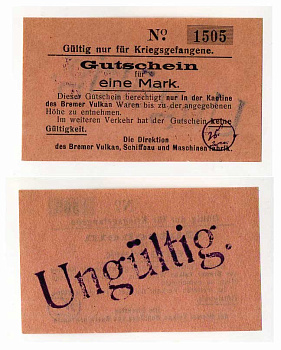 Nº 1505
Gültig nur für Kriegsgefangene.
Gutschein
für
eine Mark.
Dieser Gutschein berechtigt nur in der Kantine
des Bremer Vulkan Waren bis zu der angegebenen
Höhe zu entnehmen.
Im weiteren Verkehr hat der Gutschein keine
Gültigkeit.
Die Direktion
des Bremer Vulkan, Schiffbau und Maschinenfabrik.
Ungültig.